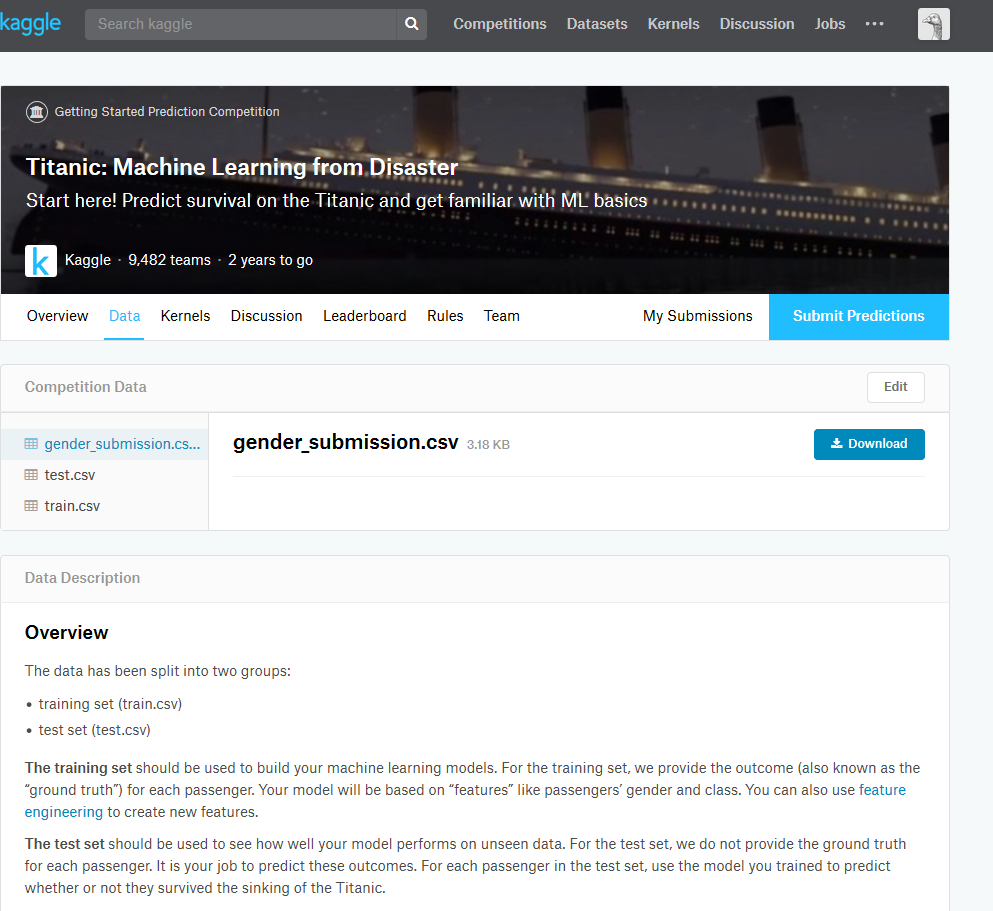 kaggle Search kaggle Competitions Datasets Kernels Discussion Jobs •••
Getting Started Prediction Competition
Titanic: Machine Learning from Disaster
Start here! Predict survival on the Titanic and get familiar with ML basics
k Kaggle · 9,482 teams · 2 years to go
Overview Data Kernels Discussion Leaderboard Rules Team My Submissions Submit Predictions
Competition Data Edit
gender_submission.cs...
test.csv
train.csv
gender_submission.csv 3.18 KB Download
Data Description
Overview
The data has been split into two groups:
• training set (train.csv)
• test set (test.csv)
The training set should be used to build your machine learning models. For the training set, we provide the outcome (also known as the
“ground truth”) for each passenger. Your model will be based on “features” like passengers’ gender and class. You can also use feature
engineering to create new features.
The test set should be used to see how well your model performs on unseen data. For the test set, we do not provide the ground truth
for each passenger. It is your job to predict these outcomes. For each passenger in the test set, use the model you trained to predict
whether or not they survived the sinking of the Titanic.